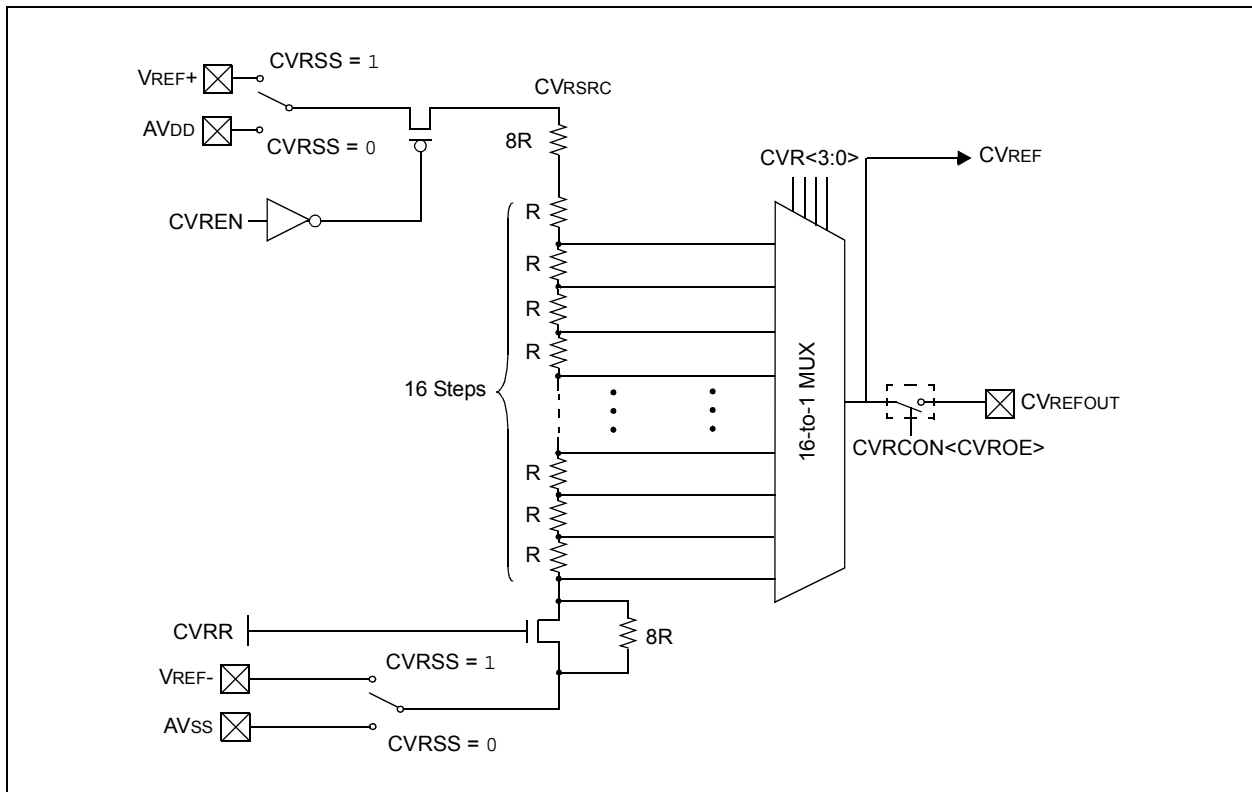 CVRSS = 1
VREF+
CVRSRC
AVDD
CVRSS = 0
8R
CVR<3:0>
CVREF
CVREN
R
R
R
R
16 Steps
16-to-1 MUX
CVREFOUT
CVRCON<CVROE>
R
R
R
CVRR
8R
CVRSS = 1
VREF-
AVSS
CVRSS = 0